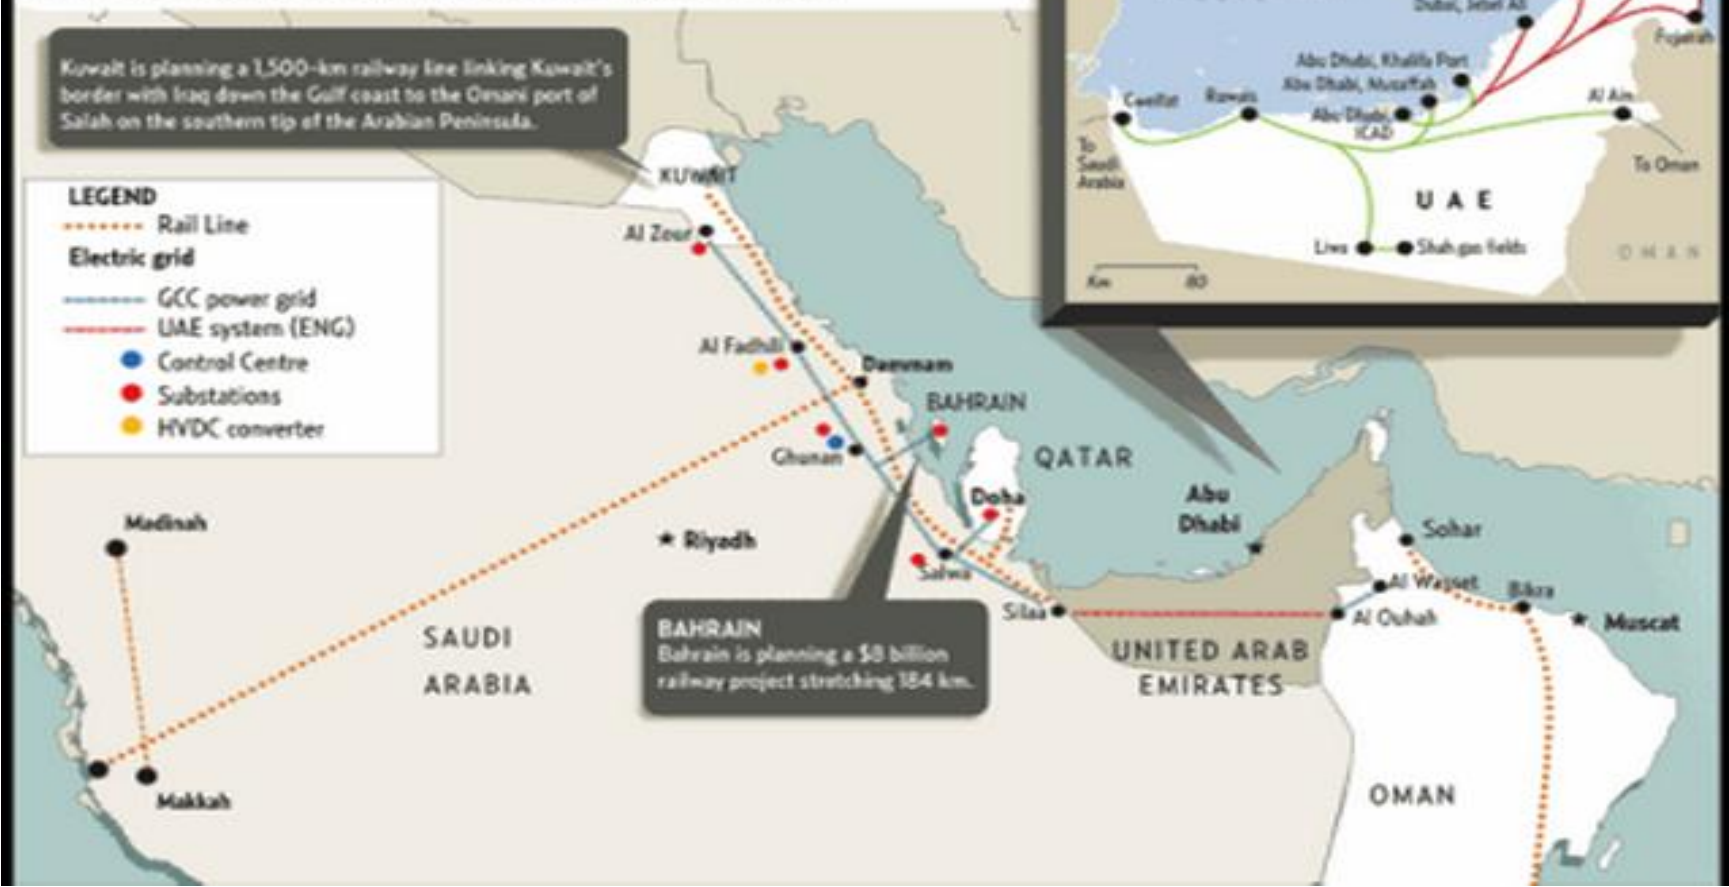 Kuwait is planning a 1,500-km railway line linking Kuwait's
border with Iraq down the Gulf coast to the Omani port of
Salah on the southern tip of the Arabian Peninsula.
LEGEND
Rail Line
Electric grid
GCC power grid
UAE system (ENG)
Control Centre
Substations
HVDC converter
Dubai, Jebel Ali
Fujairah
Abu Dhabi, Khalifa Port
Abu Dhabi, Musaffah
Abu Dhabi,
ICAD
Ruwais
Al Ain
To
Saudi
Arabia
To Oman
U A E
Liwa
Shah gas fields
O M A N
Km 80
KUWAIT
Al Zour
Al Fadhili
Dammam
BAHRAIN
Ghunan
QATAR
Doha
Abu
Dhabi
Madinah
Riyadh
Salwa
Sohar
Al Wasset
Silaa
Al Ouhah
Muscat
SAUDI
ARABIA
BAHRAIN
Bahrain is planning a $8 billion
railway project stretching 184 km.
UNITED ARAB
EMIRATES
Makkah
OMAN